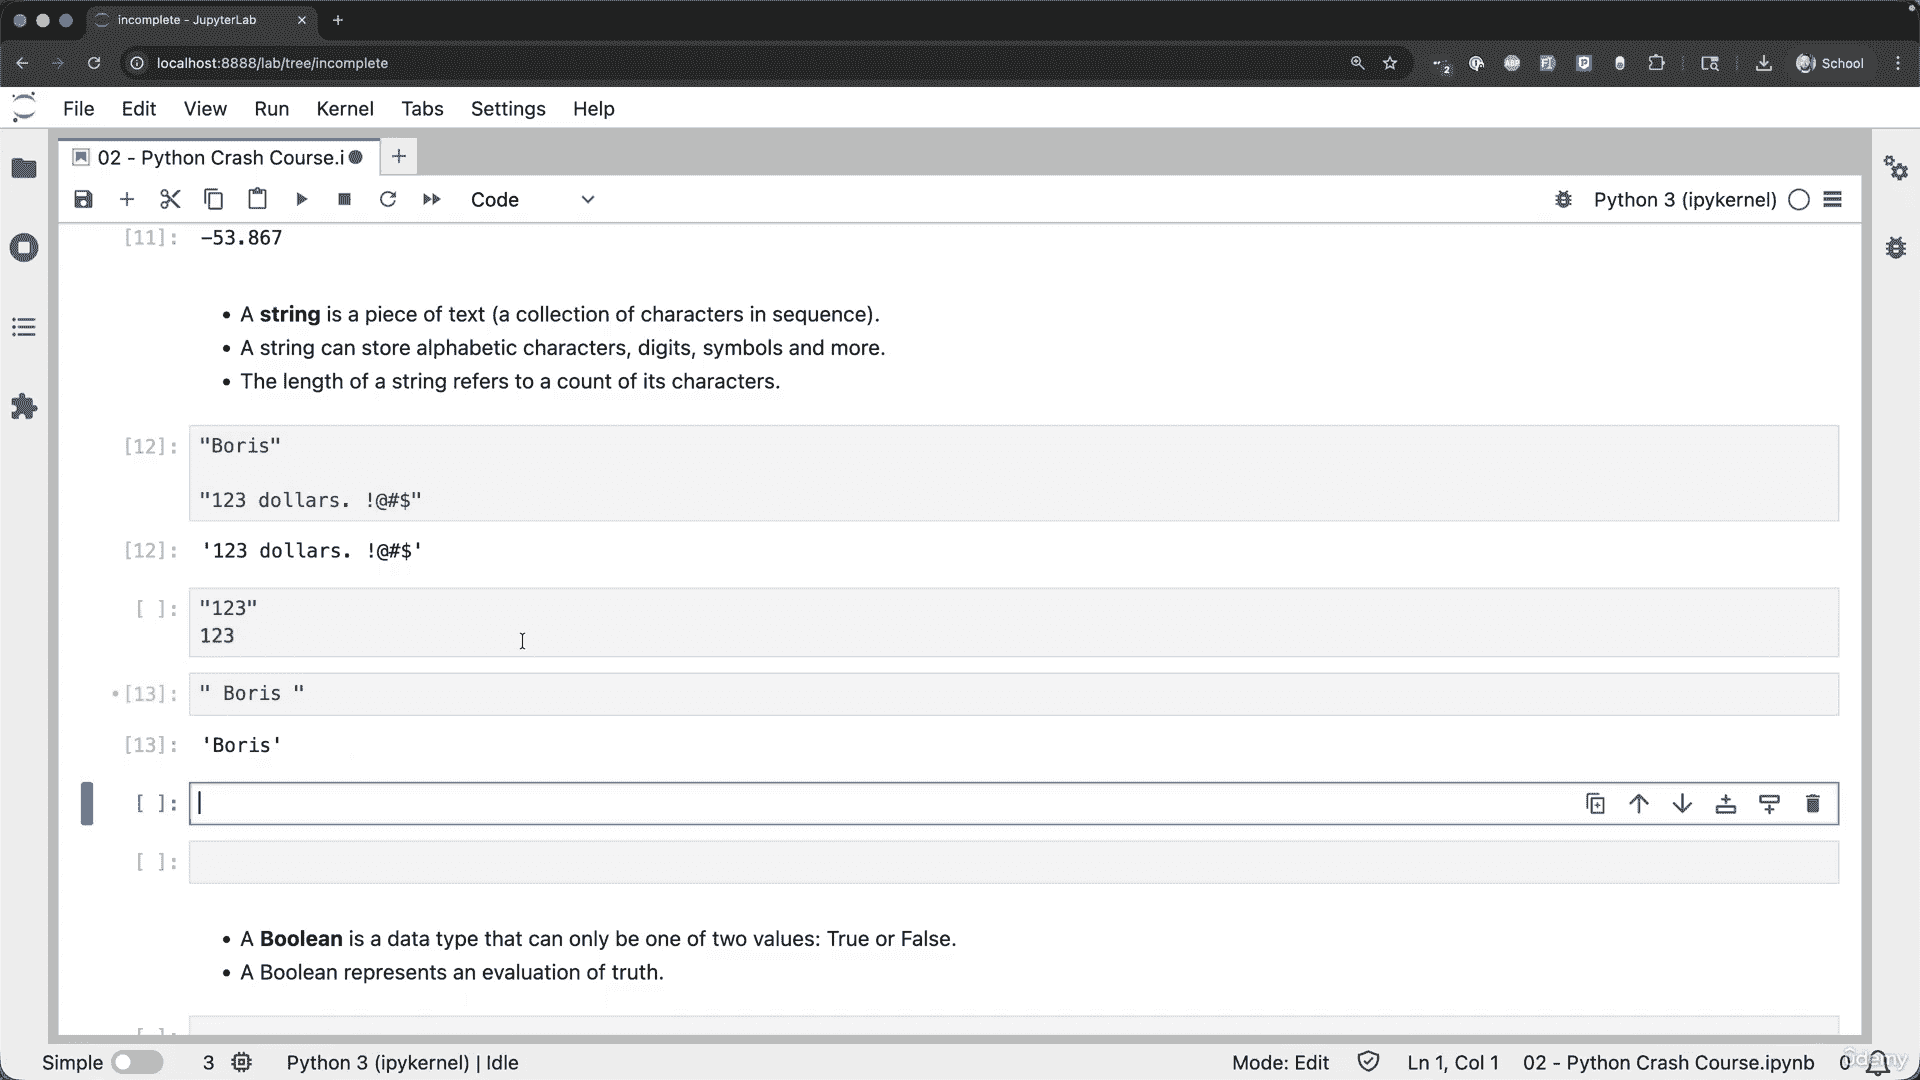 incomplete - JupyterLab
localhost:8888/lab/tree/incomplete
2
School
File Edit View Run Kernel Tabs Settings Help
02 - Python Crash Course.i
Code
Python 3 (ipykernel)
[11]: -53.867
• A string is a piece of text (a collection of characters in sequence).
• A string can store alphabetic characters, digits, symbols and more.
• The length of a string refers to a count of its characters.
[12]: "Boris"
"123 dollars. !@#$"
[12]: '123 dollars. !@#$'
[ ]: "123"
123
[13]: " Boris "
[13]: 'Boris'
[ ]:
[ ]:
• A Boolean is a data type that can only be one of two values: True or False.
• A Boolean represents an evaluation of truth.
[ ]:
Simple 3 Python 3 (ipykernel) | Idle Mode: Edit Ln 1, Col 1 02 - Python Crash Course.ipynb 0
Udemy